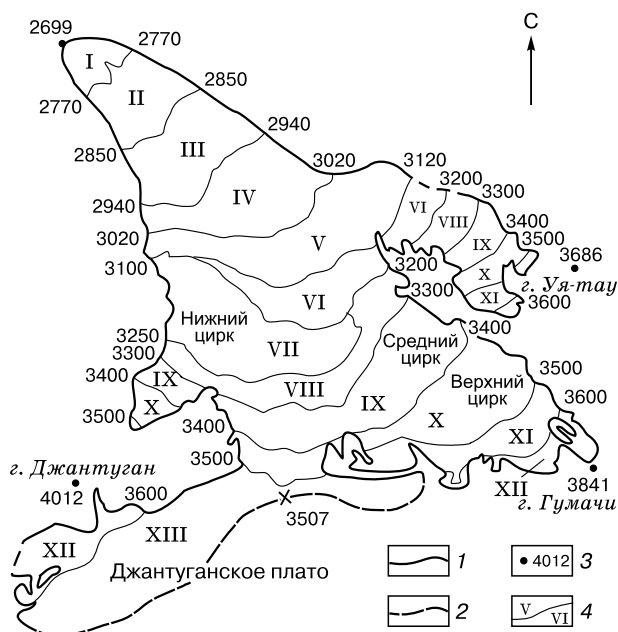 2699
2770
С
I
2770
II
2850
2850
III
2940
2940
IV
3020
3120
3200
3300
3020
V
VI
VIII
IX
3400
3500
3100
3200
X
3686
г. Уя-тау
3300
XI
3600
VI
Нижний
цирк
VII
Средний
цирк
3400
3250
3300
VIII
Верхний
цирк
3500
3400
IX
IX
X
3600
3500
X
3400
XI
г. Джантуган
4012
3500
XII
3841
г. Гумачи
3600
3507
XII
XIII
Джантуганское плато
1
4012 3
2
V VI 4